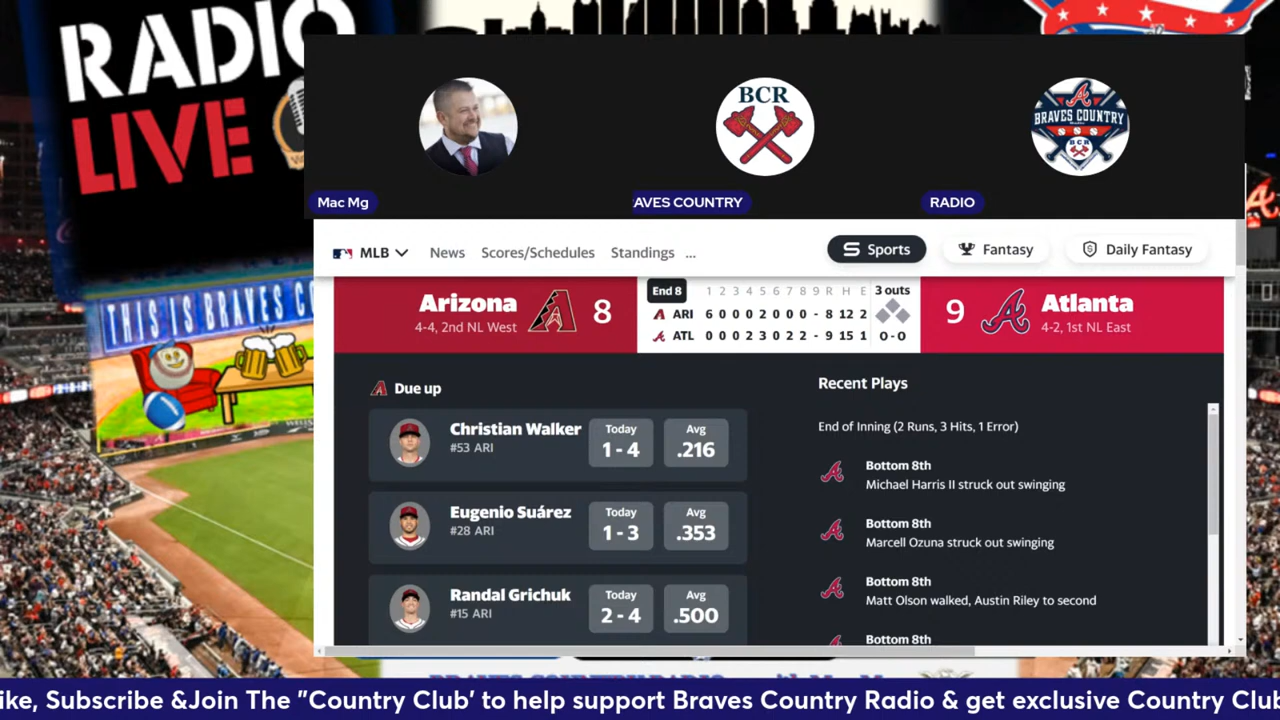 RADIO
LIVE
BCR
BRAVES COUNTRY
BCR
Mac Mg
AVES COUNTRY
RADIO
MLB
News
Scores/Schedules
Standings
...
Sports
Fantasy
Daily Fantasy
Arizona
4-4, 2nd NL West
8
End 8
1 2 3 4 5 6 7 8 9 R H E
ARI 6 0 0 0 2 0 0 0 - 8 12 2
ATL 0 0 0 2 3 0 2 2 - 9 15 1
3 outs
0 - 0
9
Atlanta
4-2, 1st NL East
THIS IS BRAVES CO
Due up
Christian Walker
#53 ARI
Today
1 - 4
Avg
.216
Eugenio Suárez
#28 ARI
Today
1 - 3
Avg
.353
Randal Grichuk
#15 ARI
Today
2 - 4
Avg
.500
Recent Plays
End of Inning (2 Runs, 3 Hits, 1 Error)
Bottom 8th
Michael Harris II struck out swinging
Bottom 8th
Marcell Ozuna struck out swinging
Bottom 8th
Matt Olson walked, Austin Riley to second
Bottom 8th
ike, Subscribe &Join The "Country Club' to help support Braves Country Radio & get exclusive Country Club